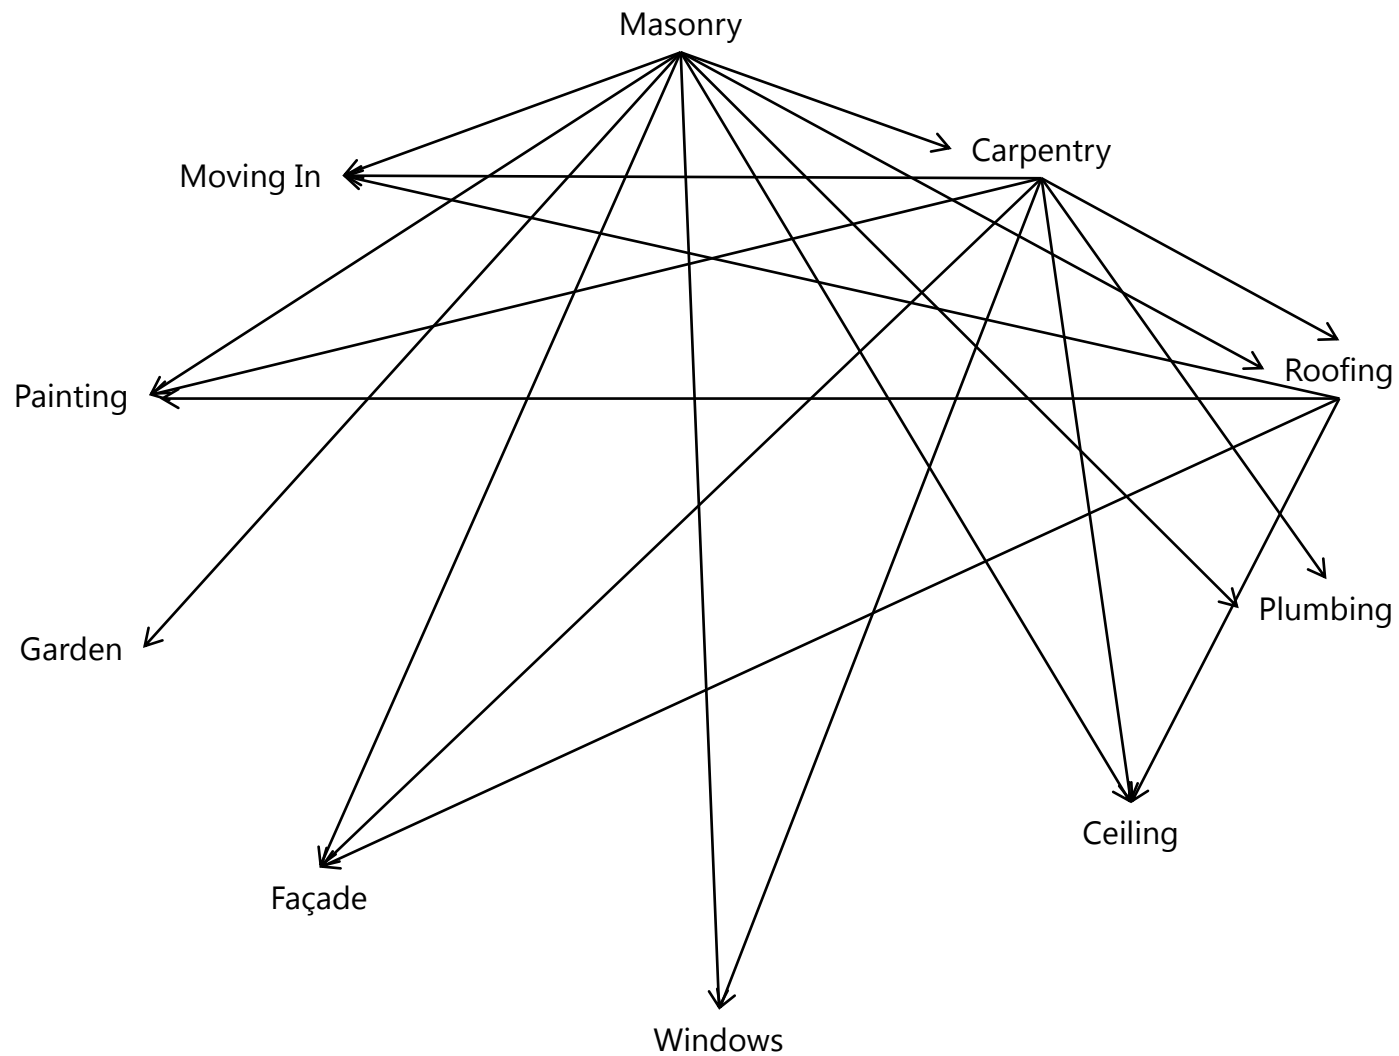 Masonry
Carpentry
Moving In
Roofing
Painting
Plumbing
Garden
Ceiling
Façade
Windows